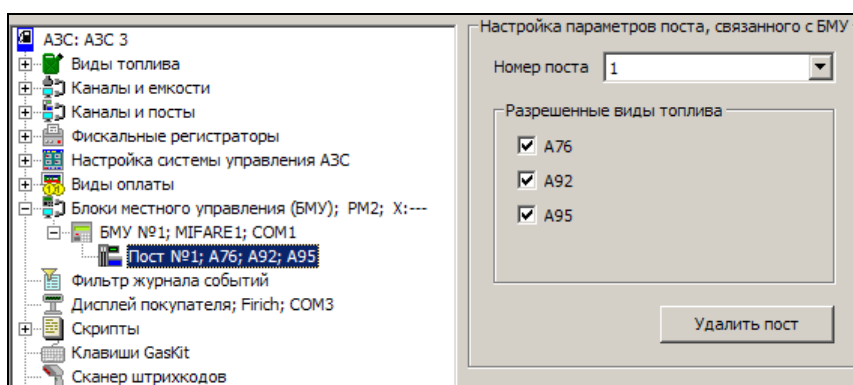 АЗС: АЗС 3
Виды топлива
Каналы и емкости
Каналы и посты
Фискальные регистраторы
Настройка системы управления АЗС
Виды оплаты
Блоки местного управления (БМУ); PM2; X:---
БМУ №1; MIFARE1; COM1
Пост №1; А76; А92; А95
Фильтр журнала событий
Дисплей покупателя; Firich; COM3
Скрипты
Клавиши GasKit
Сканер штрихкодов
Настройка параметров поста, связанного с БМУ
Номер поста 1
Разрешенные виды топлива
А76
А92
А95
Удалить пост